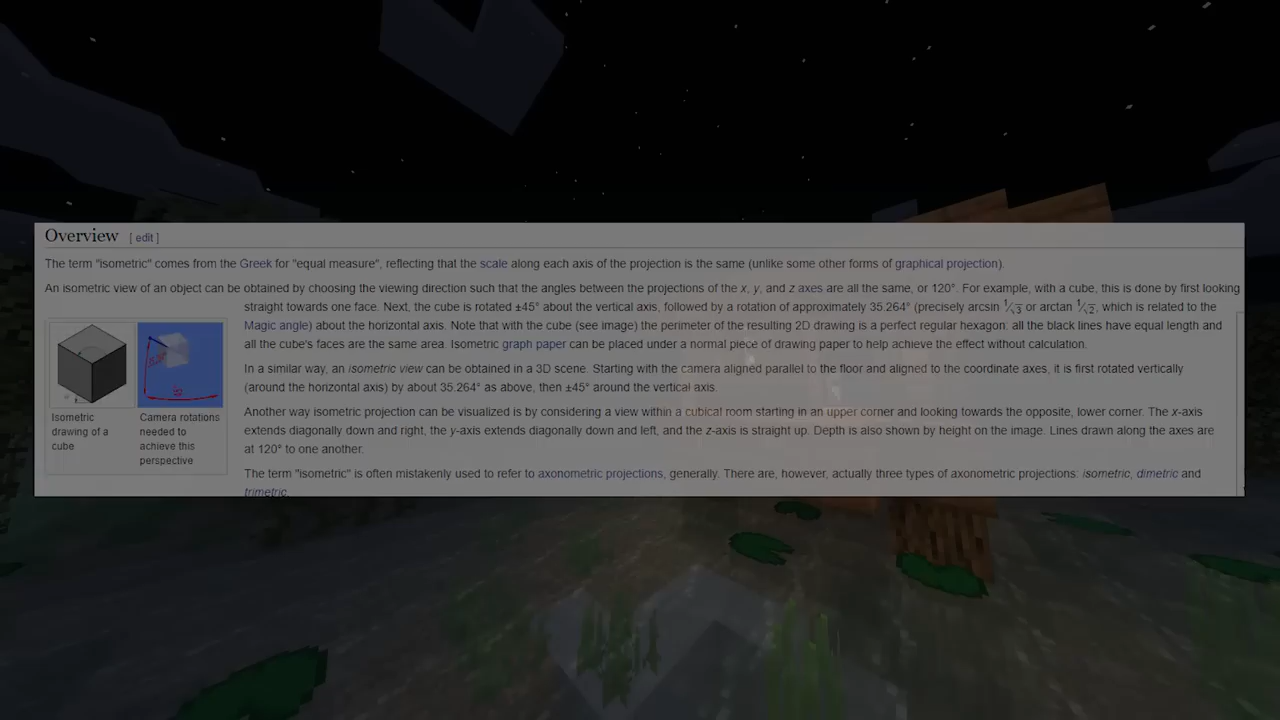 Overview [ edit ]
The term "isometric" comes from the Greek for "equal measure", reflecting that the scale along each axis of the projection is the same (unlike some other forms of graphical projection).
An isometric view of an object can be obtained by choosing the viewing direction such that the angles between the projections of the x, y, and z axes are all the same, or 120°. For example, with a cube, this is done by first looking
straight towards one face. Next, the cube is rotated ±45° about the vertical axis, followed by a rotation of approximately 35.264° (precisely arcsin 1⁄√3 or arctan 1⁄√2, which is related to the
Magic angle) about the horizontal axis. Note that with the cube (see image) the perimeter of the resulting 2D drawing is a perfect regular hexagon: all the black lines have equal length and
all the cube's faces are the same area. Isometric graph paper can be placed under a normal piece of drawing paper to help achieve the effect without calculation.
In a similar way, an isometric view can be obtained in a 3D scene. Starting with the camera aligned parallel to the floor and aligned to the coordinate axes, it is first rotated vertically
(around the horizontal axis) by about 35.264° as above, then ±45° around the vertical axis.
Another way isometric projection can be visualized is by considering a view within a cubical room starting in an upper corner and looking towards the opposite, lower corner. The x-axis
extends diagonally down and right, the y-axis extends diagonally down and left, and the z-axis is straight up. Depth is also shown by height on the image. Lines drawn along the axes are
at 120° to one another.
The term "isometric" is often mistakenly used to refer to axonometric projections, generally. There are, however, actually three types of axonometric projections: isometric, dimetric and
trimetric.
Isometric
drawing of a
cube
Camera rotations
needed to
achieve this
perspective